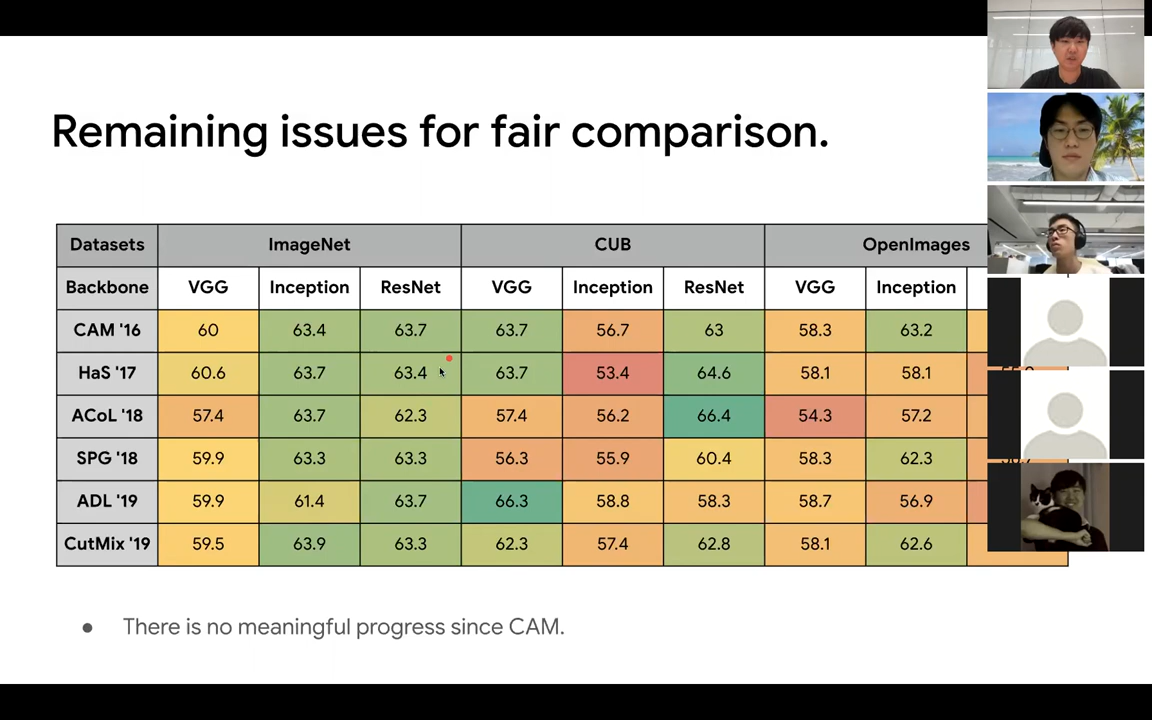 Remaining issues for fair comparison.
Datasets ImageNet CUB OpenImages
Backbone VGG Inception ResNet VGG Inception ResNet VGG Inception
CAM '16 60 63.4 63.7 63.7 56.7 63 58.3 63.2
HaS '17 60.6 63.7 63.4 63.7 53.4 64.6 58.1 58.1
ACoL '18 57.4 63.7 62.3 57.4 56.2 66.4 54.3 57.2
SPG '18 59.9 63.3 63.3 56.3 55.9 60.4 58.3 62.3
ADL '19 59.9 61.4 63.7 66.3 58.8 58.3 58.7 56.9
CutMix '19 59.5 63.9 63.3 62.3 57.4 62.8 58.1 62.6
● There is no meaningful progress since CAM.